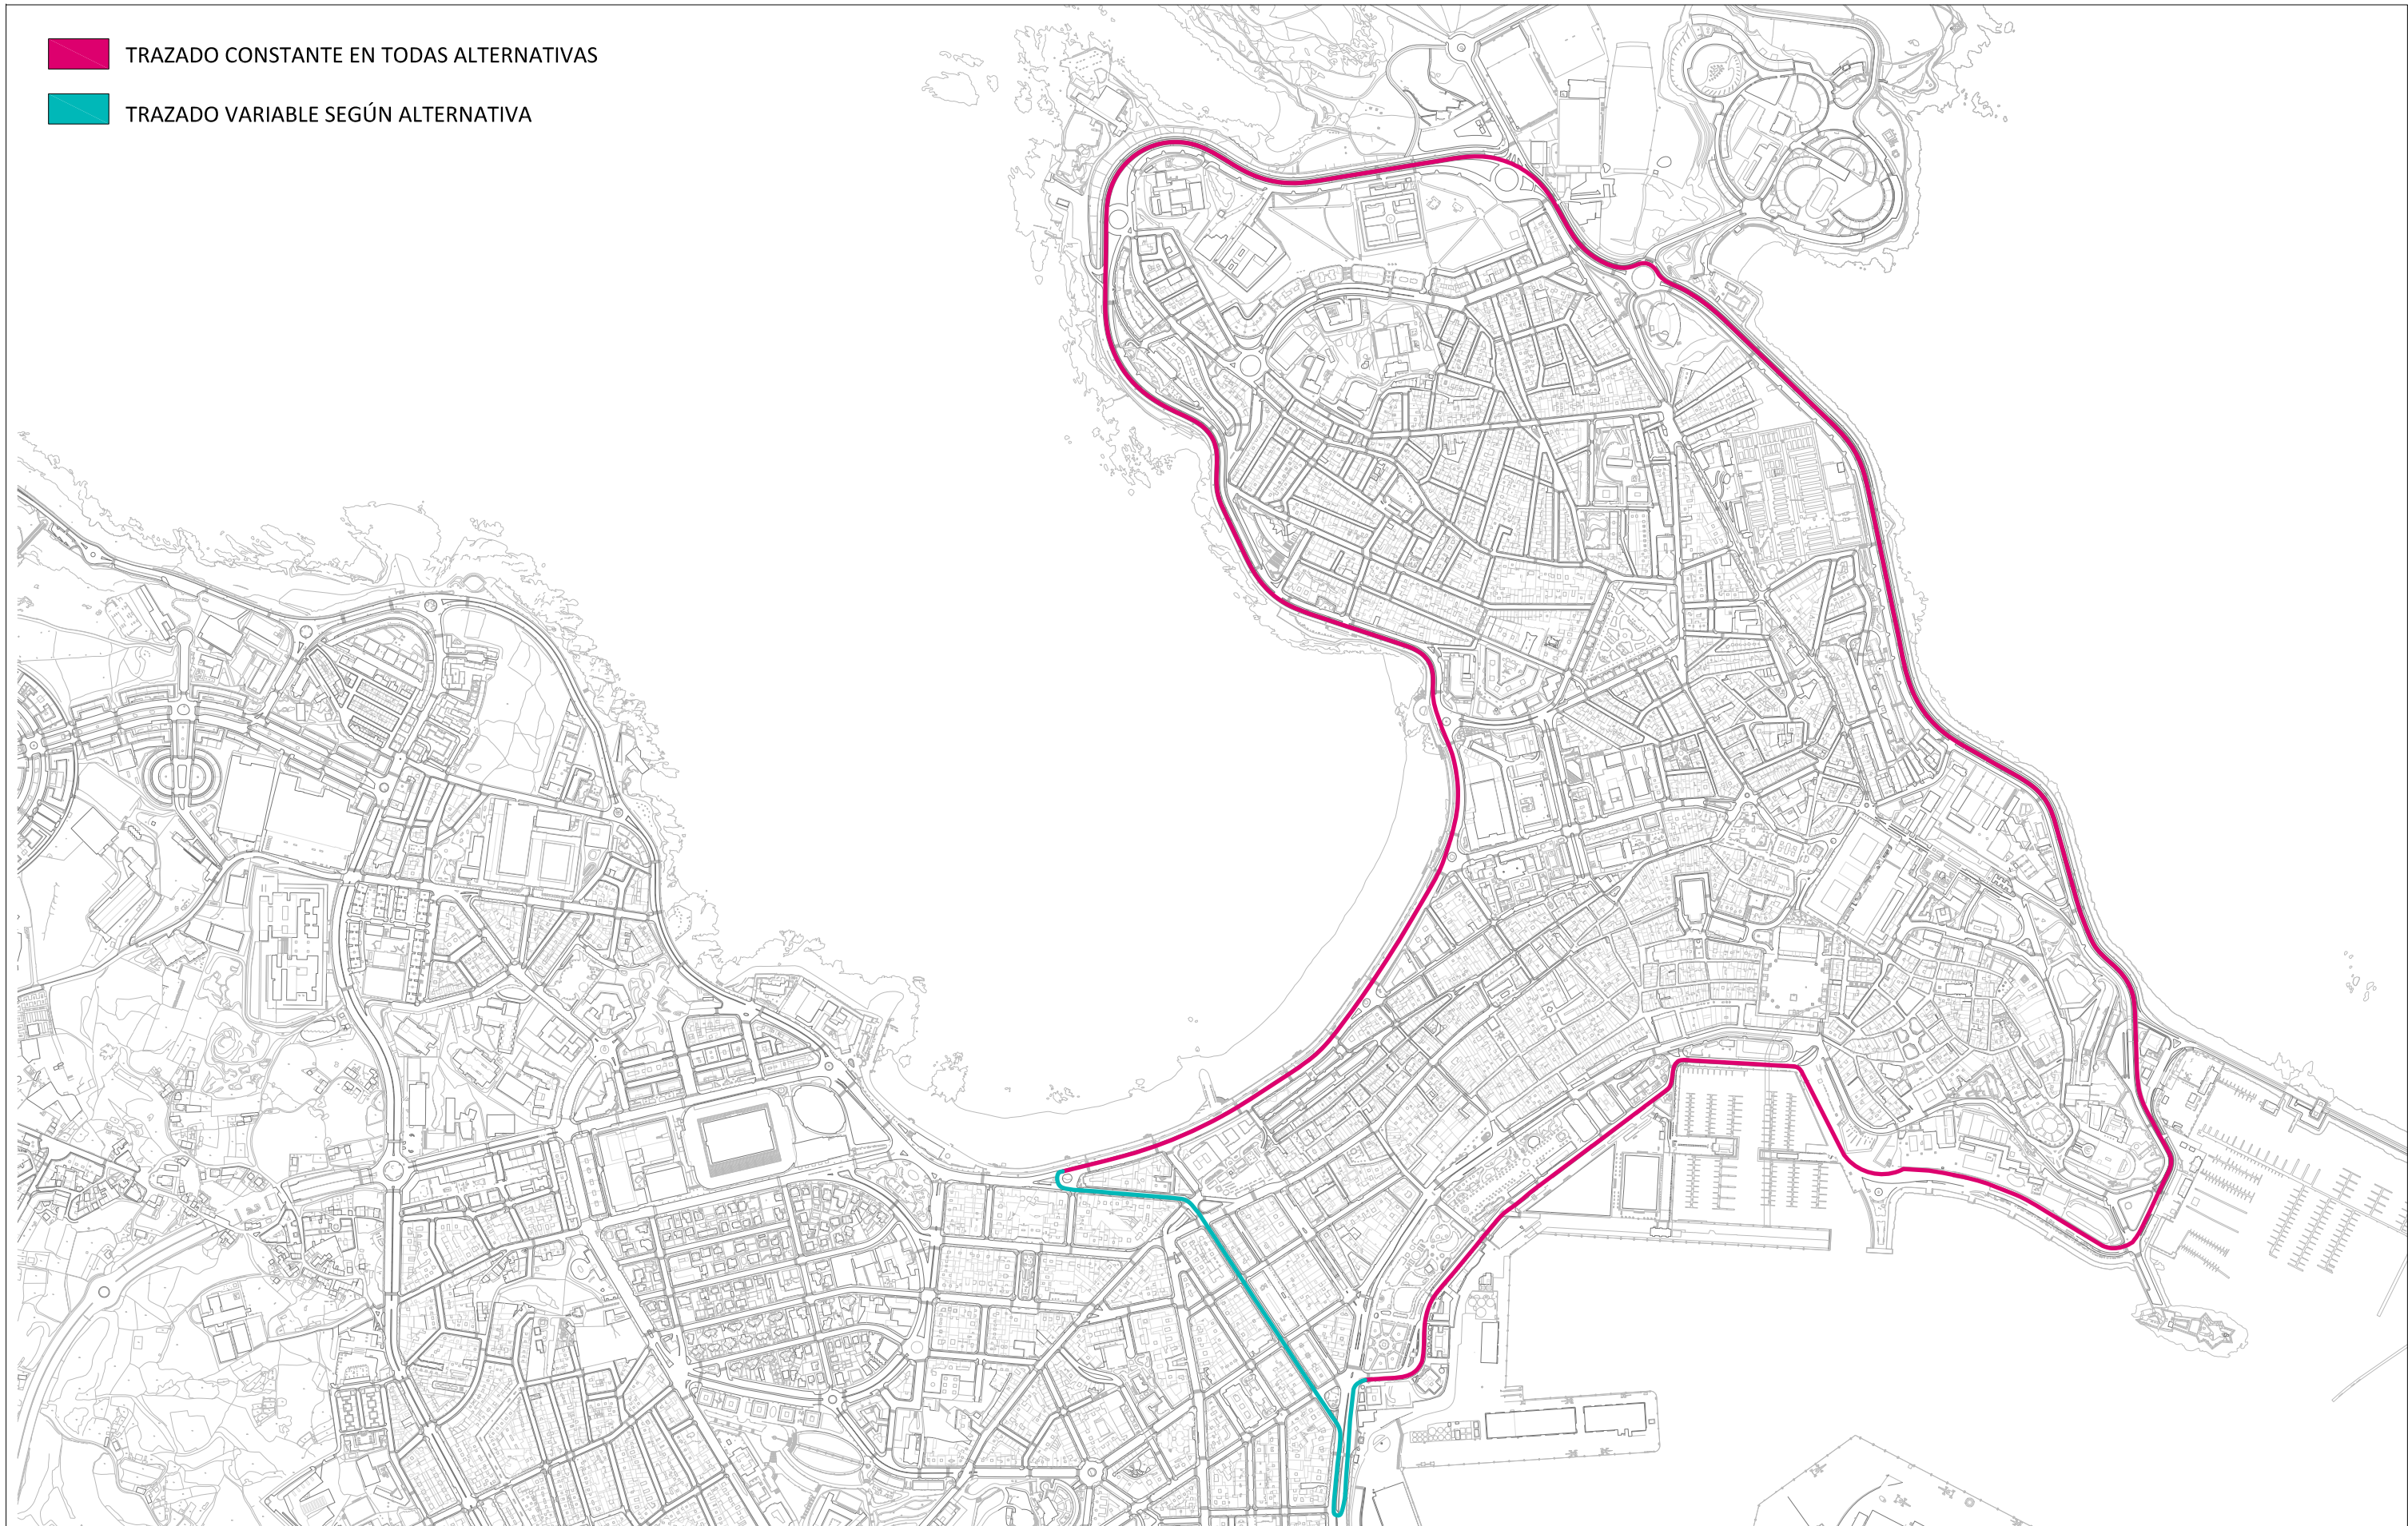 TRAZADO CONSTANTE EN TODAS ALTERNATIVAS
TRAZADO VARIABLE SEGÚN ALTERNATIVA